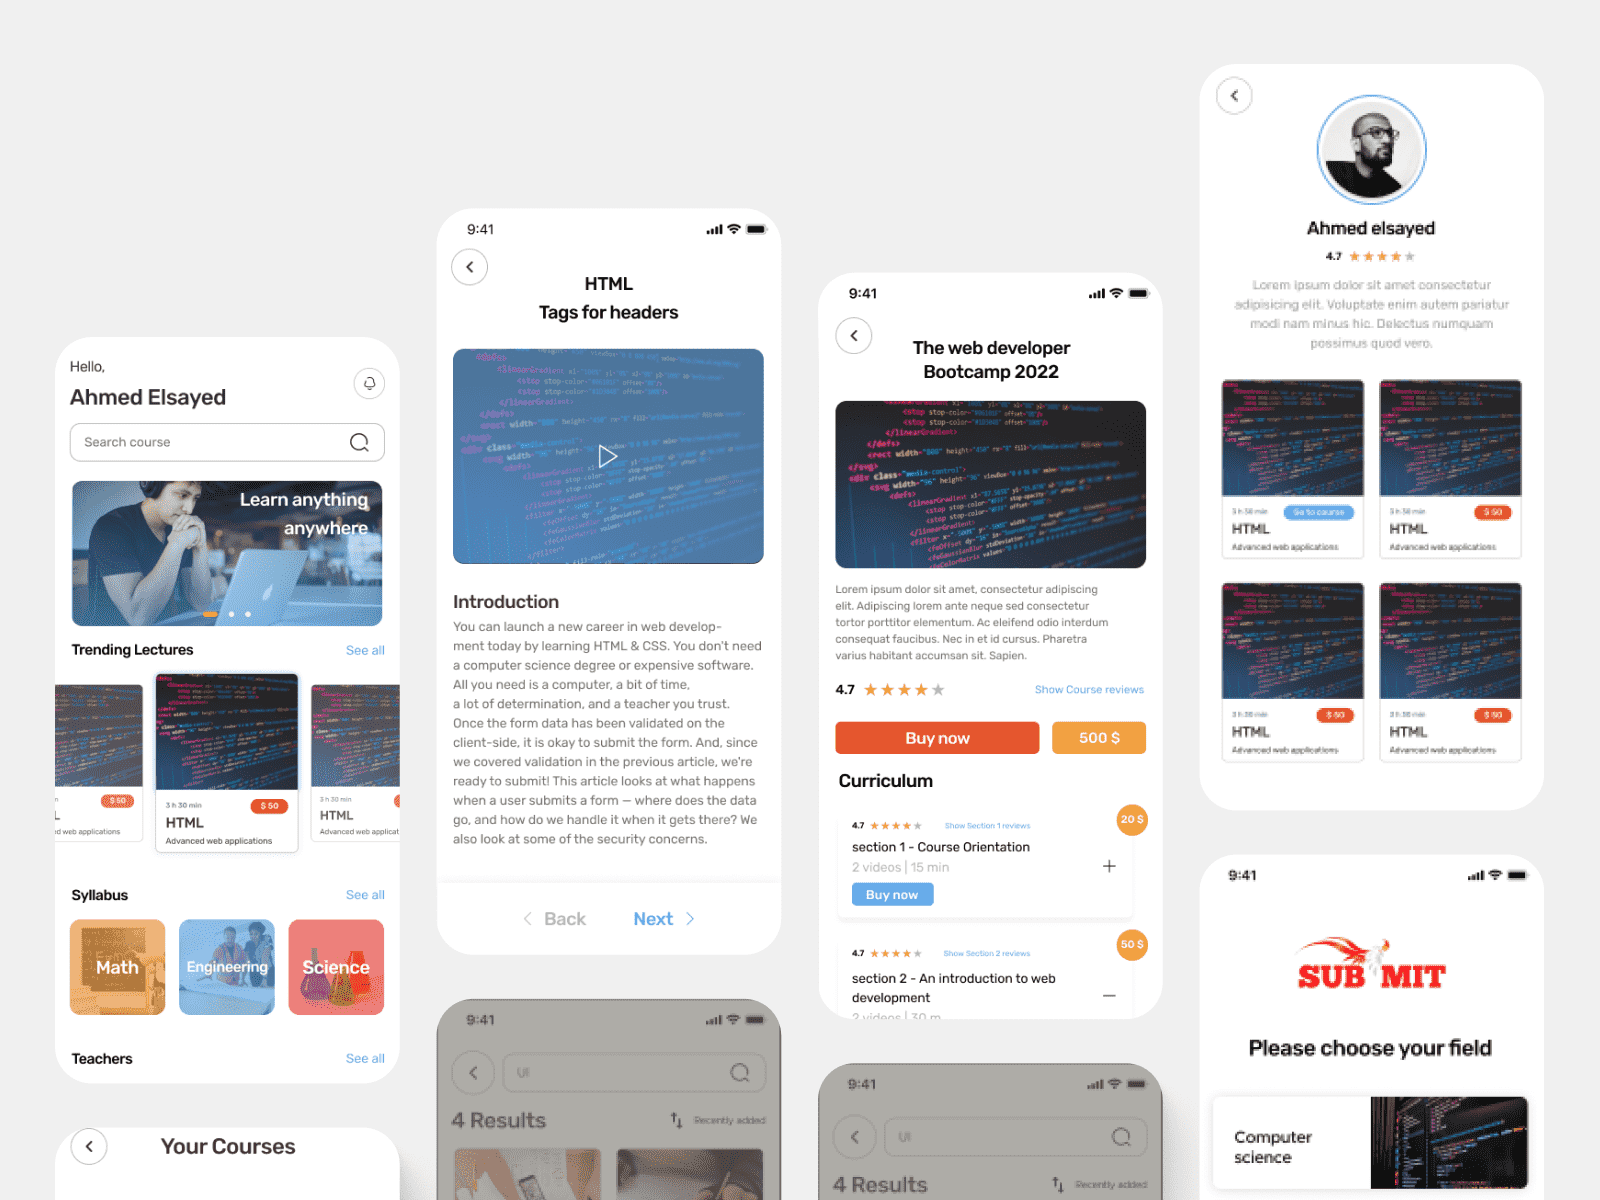 Hello,
Ahmed Elsayed
Search course
Learn anything
anywhere
Trending Lectures
See all
$ 50
ed web applications
3 h 30 min
$ 50
HTML
Advanced web applications
3 h 30 min
HTML
Advanced web applications
Syllabus
See all
Math
Engineering
Science
Teachers
See all
Your Courses
9:41
HTML
Tags for headers
Introduction
You can launch a new career in web develop-
ment today by learning HTML & CSS. You don't need
a computer science degree or expensive software.
All you need is a computer, a bit of time,
a lot of determination, and a teacher you trust.
Once the form data has been validated on the
client-side, it is okay to submit the form. And, since
we covered validation in the previous article, we're
ready to submit! This article looks at what happens
when a user submits a form — where does the data
go, and how do we handle it when it gets there? We
also look at some of the security concerns.
Back
Next
9:41
UI
4 Results
Recently added
9:41
The web developer
Bootcamp 2022
Lorem ipsum dolor sit amet, consectetur adipiscing
elit. Adipiscing lorem ante neque sed consectetur
tortor porttitor elementum. Ac eleifend odio interdum
consequat faucibus. Nec in et id cursus. Pharetra
varius habitant accumsan sit. Sapien.
4.7
Show Course reviews
Buy now
500 $
Curriculum
20 $
4.7
Show Section 1 reviews
section 1 - Course Orientation
2 videos | 15 min
Buy now
50 $
4.7
Show Section 2 reviews
section 2 - An introduction to web
development
2 videos | 30 m
9:41
UI
4 Results
Recently added
Ahmed elsayed
4.7
Lorem ipsum dolor sit amet consectetur
adipisicing elit. Voluptate enim autem pariatur
modi nam minus hic. Delectus numquam
possimus quod vero.
3 h 30 min
Go to course
HTML
Advanced web applications
3 h 30 min
$ 50
HTML
Advanced web applications
3 h 30 min
$ 50
HTML
Advanced web applications
3 h 30 min
$ 50
HTML
Advanced web applications
9:41
SUB MIT
Please choose your field
Computer
science